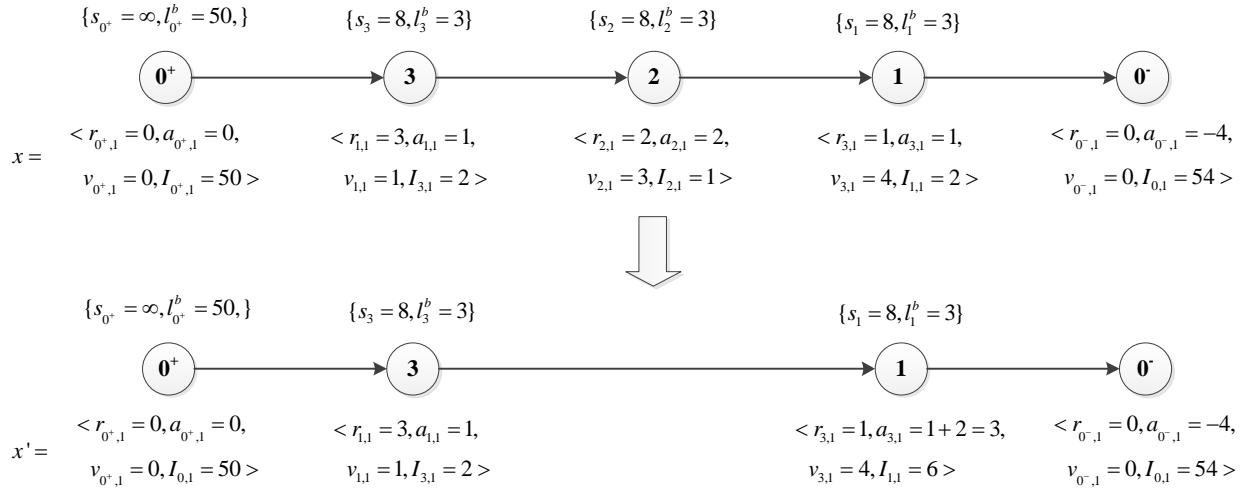 {s_{0^+} = ∞, l^b_{0^+} = 50,} {s_3 = 8, l^b_3 = 3} {s_2 = 8, l^b_2 = 3} {s_1 = 8, l^b_1 = 3}
0⁺ 3 2 1 0⁻
x = < r_{0^+,1} = 0, a_{0^+,1} = 0, < r_{1,1} = 3, a_{1,1} = 1, < r_{2,1} = 2, a_{2,1} = 2, < r_{3,1} = 1, a_{3,1} = 1, < r_{0^-,1} = 0, a_{0^-,1} = −4,
v_{0^+,1} = 0, I_{0^+,1} = 50 > v_{1,1} = 1, I_{3,1} = 2 > v_{2,1} = 3, I_{2,1} = 1 > v_{3,1} = 4, I_{1,1} = 2 > v_{0^-,1} = 0, I_{0,1} = 54 >
{s_{0^+} = ∞, l^b_{0^+} = 50,} {s_3 = 8, l^b_3 = 3} {s_1 = 8, l^b_1 = 3}
0⁺ 3 1 0⁻
x' = < r_{0^+,1} = 0, a_{0^+,1} = 0, < r_{1,1} = 3, a_{1,1} = 1, < r_{3,1} = 1, a_{3,1} = 1 + 2 = 3, < r_{0^-,1} = 0, a_{0^-,1} = −4,
v_{0^+,1} = 0, I_{0,1} = 50 > v_{1,1} = 1, I_{3,1} = 2 > v_{3,1} = 4, I_{1,1} = 6 > v_{0^-,1} = 0, I_{0,1} = 54 >